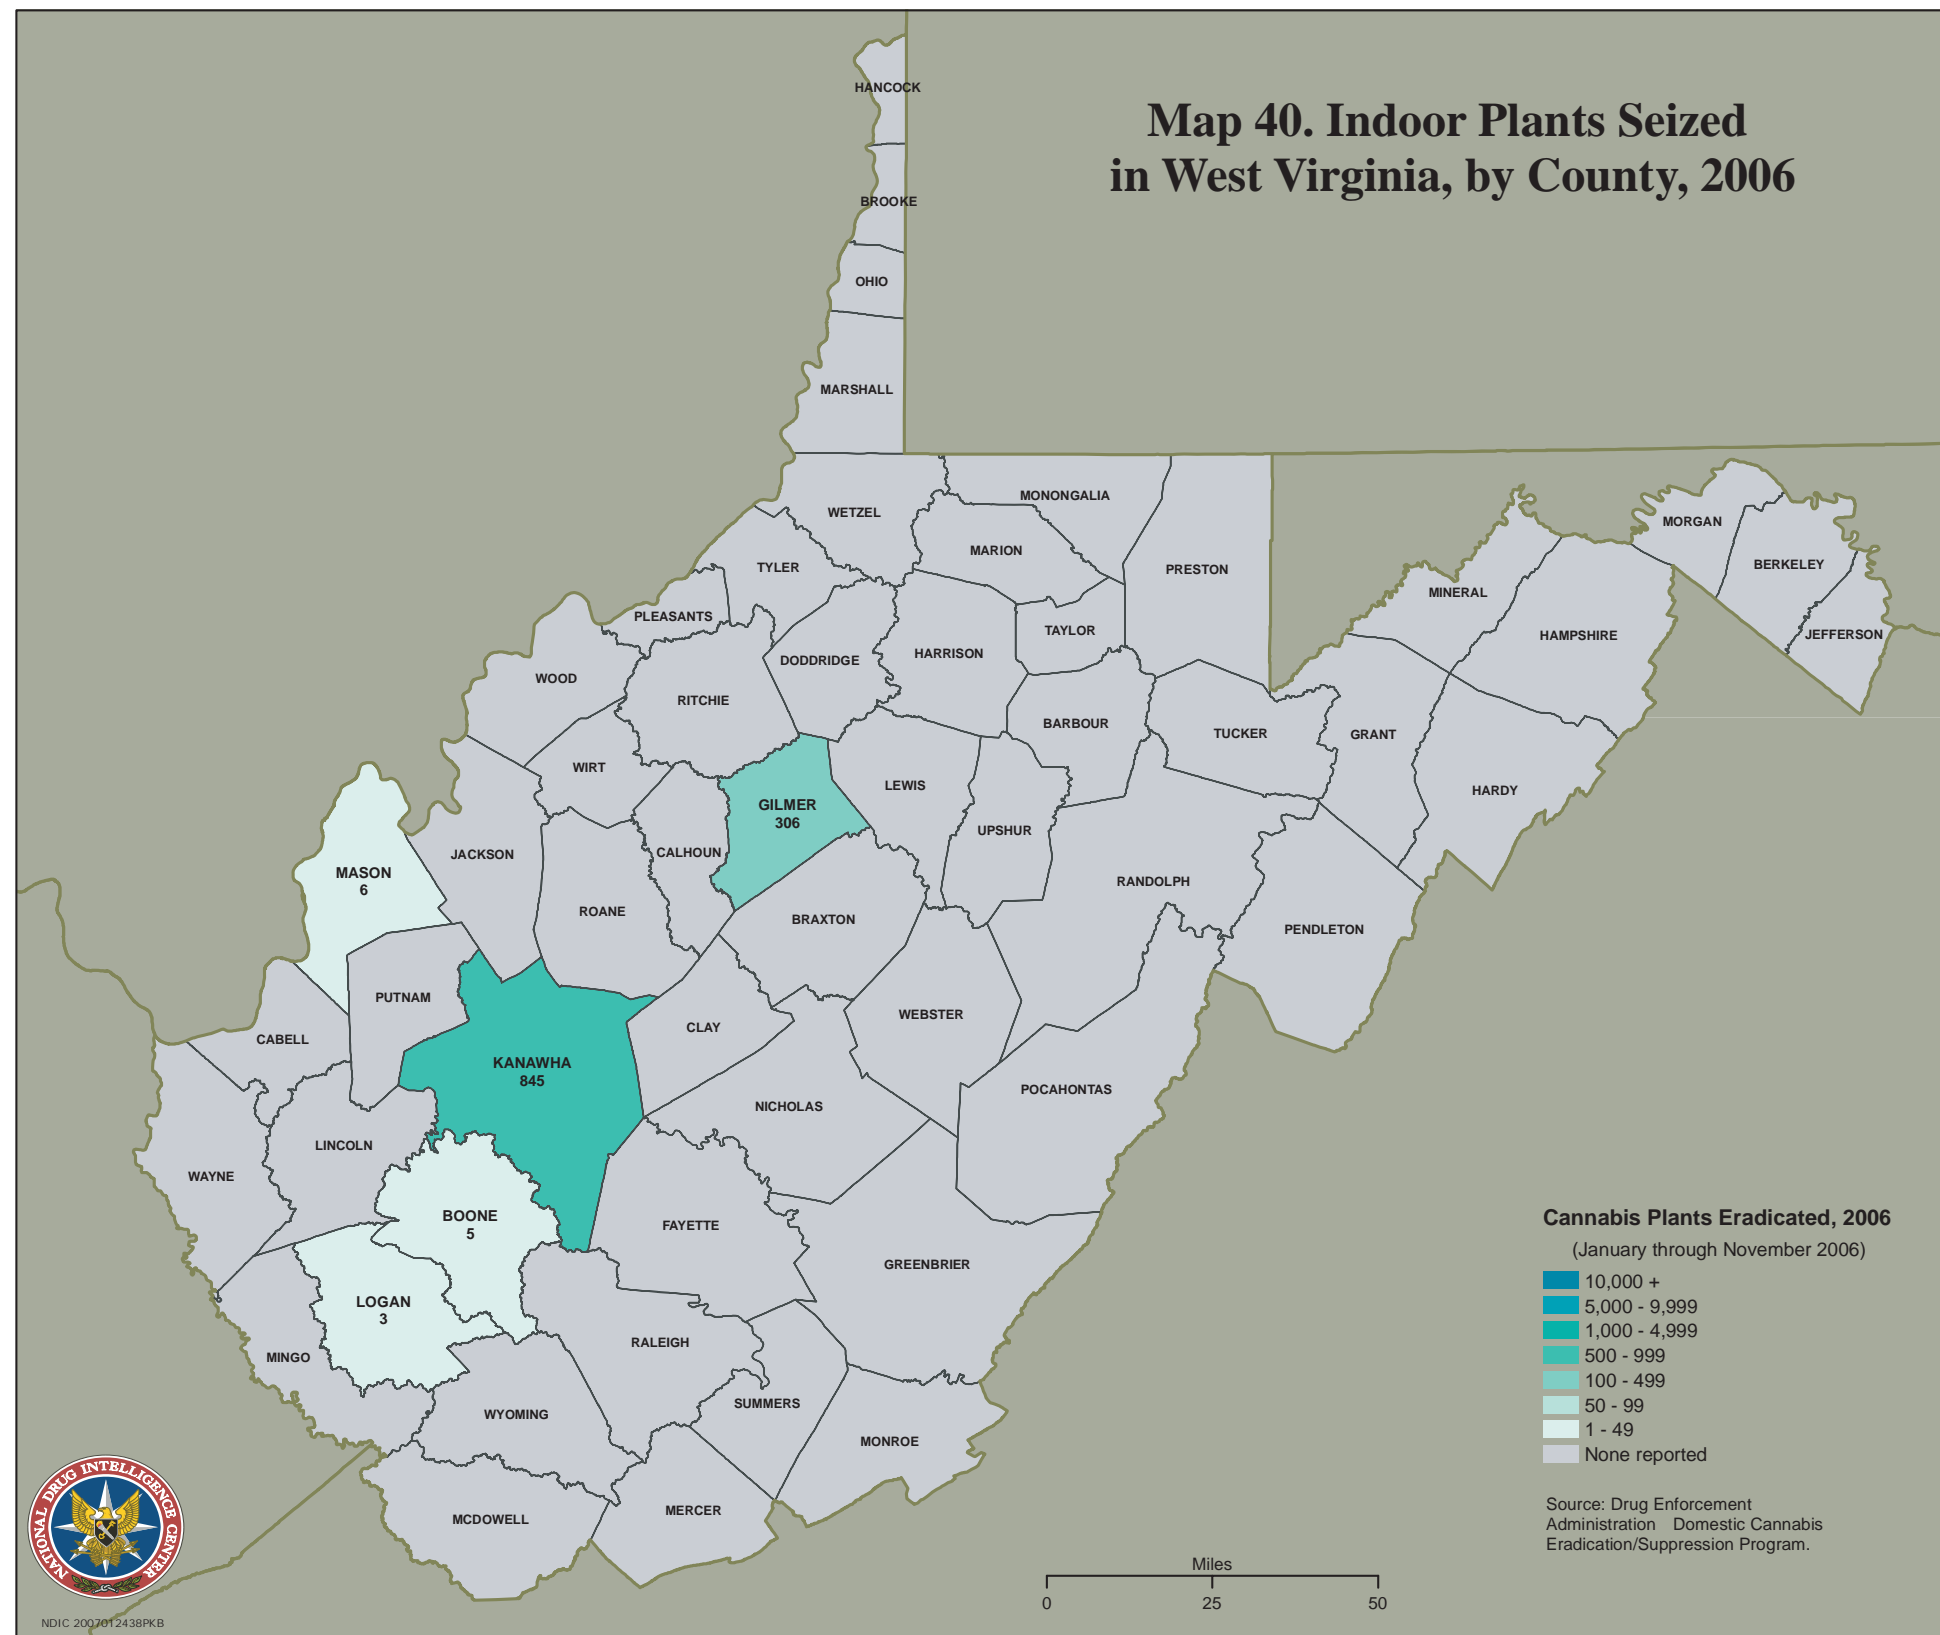 Map 40. Indoor Plants Seized
in West Virginia, by County, 2006
HANCOCK
BROOKE
OHIO
MARSHALL
WETZEL
MONONGALIA
MARION
PRESTON
TYLER
PLEASANTS
TAYLOR
MORGAN
BERKELEY
MINERAL
HAMPSHIRE
JEFFERSON
WOOD
RITCHIE
DODDRIDGE
HARRISON
BARBOUR
TUCKER
GRANT
HARDY
WIRT
GILMER
306
LEWIS
UPSHUR
CALHOUN
JACKSON
MASON
6
ROANE
BRAXTON
RANDOLPH
PENDLETON
PUTNAM
CABELL
KANAWHA
845
CLAY
WEBSTER
NICHOLAS
POCAHONTAS
LINCOLN
WAYNE
BOONE
5
FAYETTE
GREENBRIER
LOGAN
3
MINGO
RALEIGH
SUMMERS
WYOMING
MONROE
MCDOWELL
MERCER
Cannabis Plants Eradicated, 2006
(January through November 2006)
10,000 +
5,000 - 9,999
1,000 - 4,999
500 - 999
100 - 499
50 - 99
1 - 49
None reported
Source: Drug Enforcement
Administration Domestic Cannabis
Eradication/Suppression Program.
Miles
0 25 50
NATIONAL DRUG INTELLIGENCE CENTER
NDIC 2007012438PKB